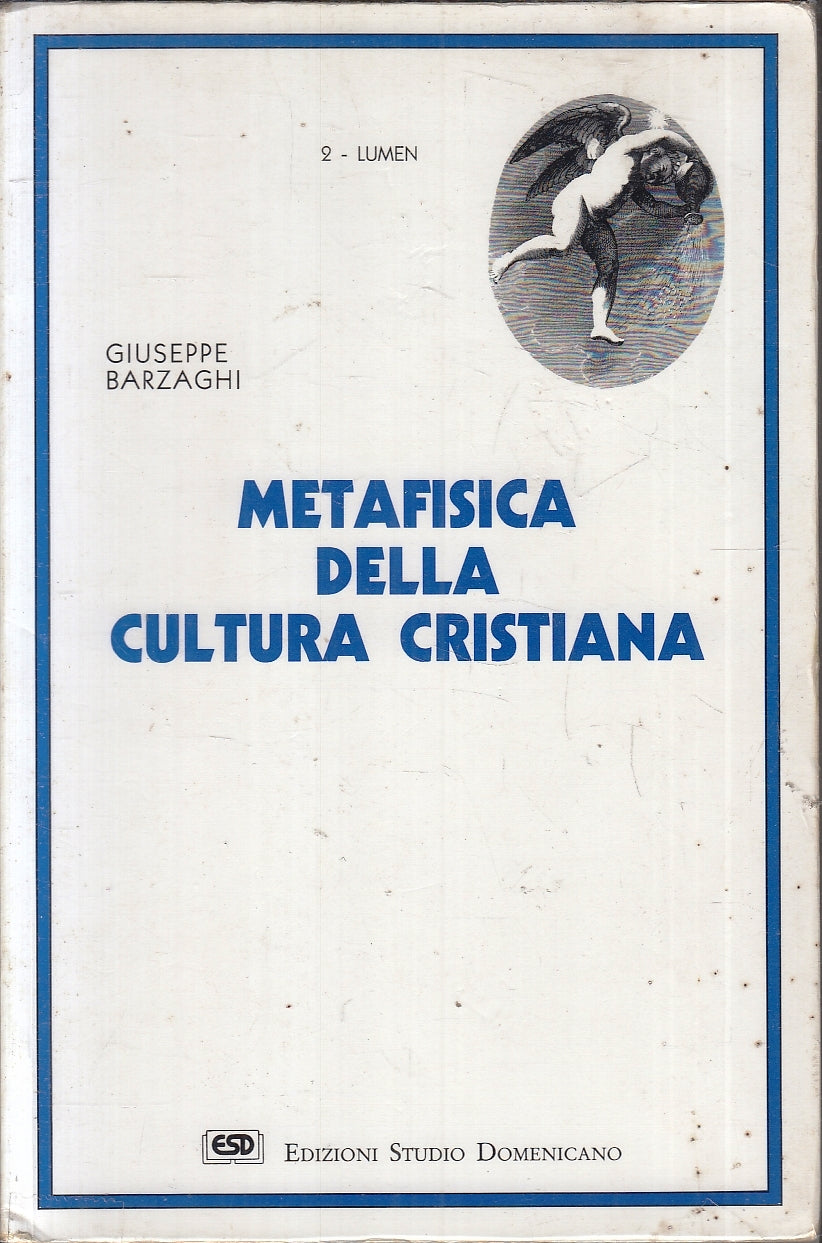 2 - LUMEN
GIUSEPPE
BARZAGHI
METAFISICA
DELLA
CULTURA CRISTIANA
ESD EDIZIONI STUDIO DOMENICANO